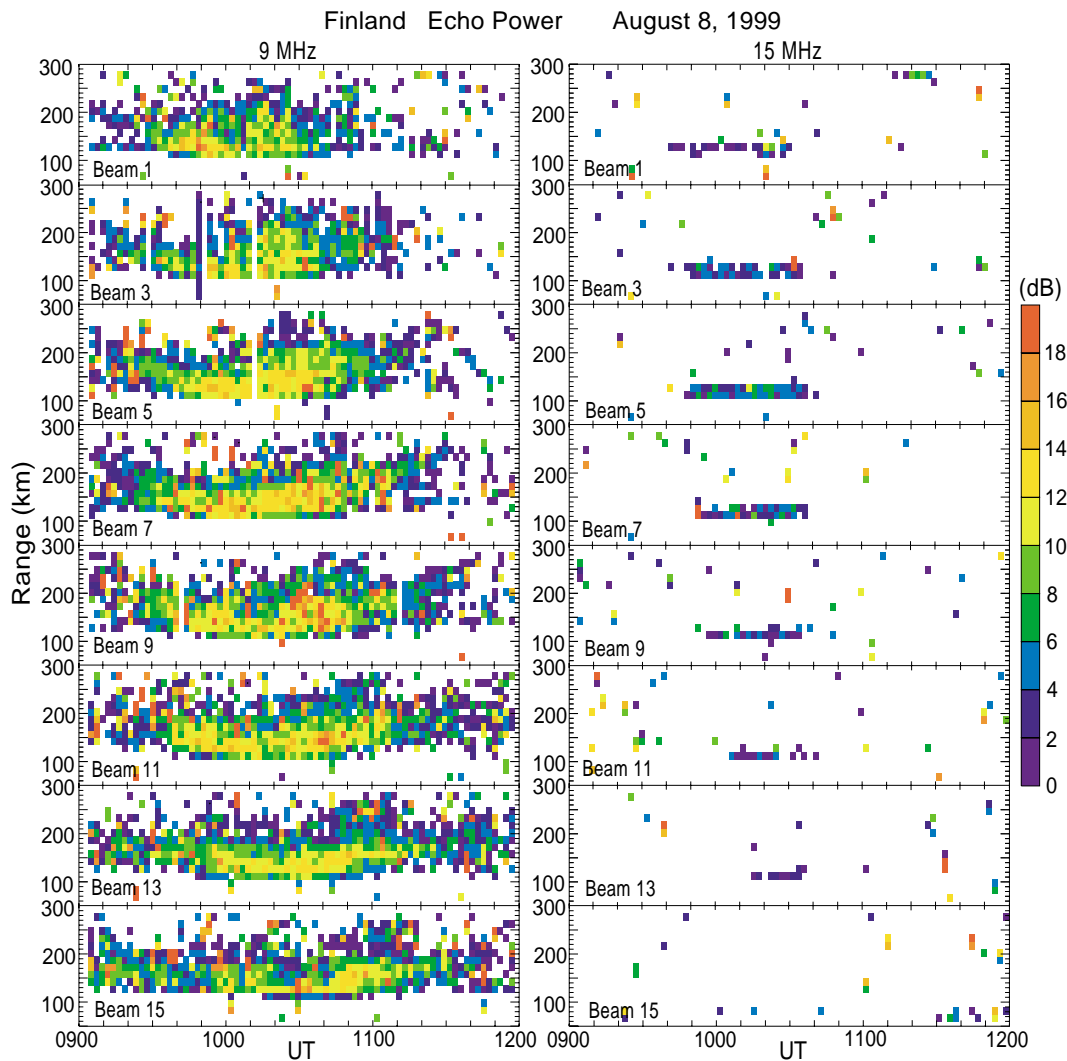 Finland Echo Power August 8, 1999
9 MHz 15 MHz
300
200
100
Beam 1
300
200
100
Beam 3
300
200
100
Beam 5
300
200
100
Beam 7
300
200
100
Beam 9
300
200
100
Beam 11
300
200
100
Beam 13
300
200
100
Beam 15
Range (km)
0900 1000 1100 1200
UT
300
200
100
Beam 1
300
200
100
Beam 3
300
200
100
Beam 5
300
200
100
Beam 7
300
200
100
Beam 9
300
200
100
Beam 11
300
200
100
Beam 13
300
200
100
Beam 15
0900 1000 1100 1200
UT
(dB)
18
16
14
12
10
8
6
4
2
0